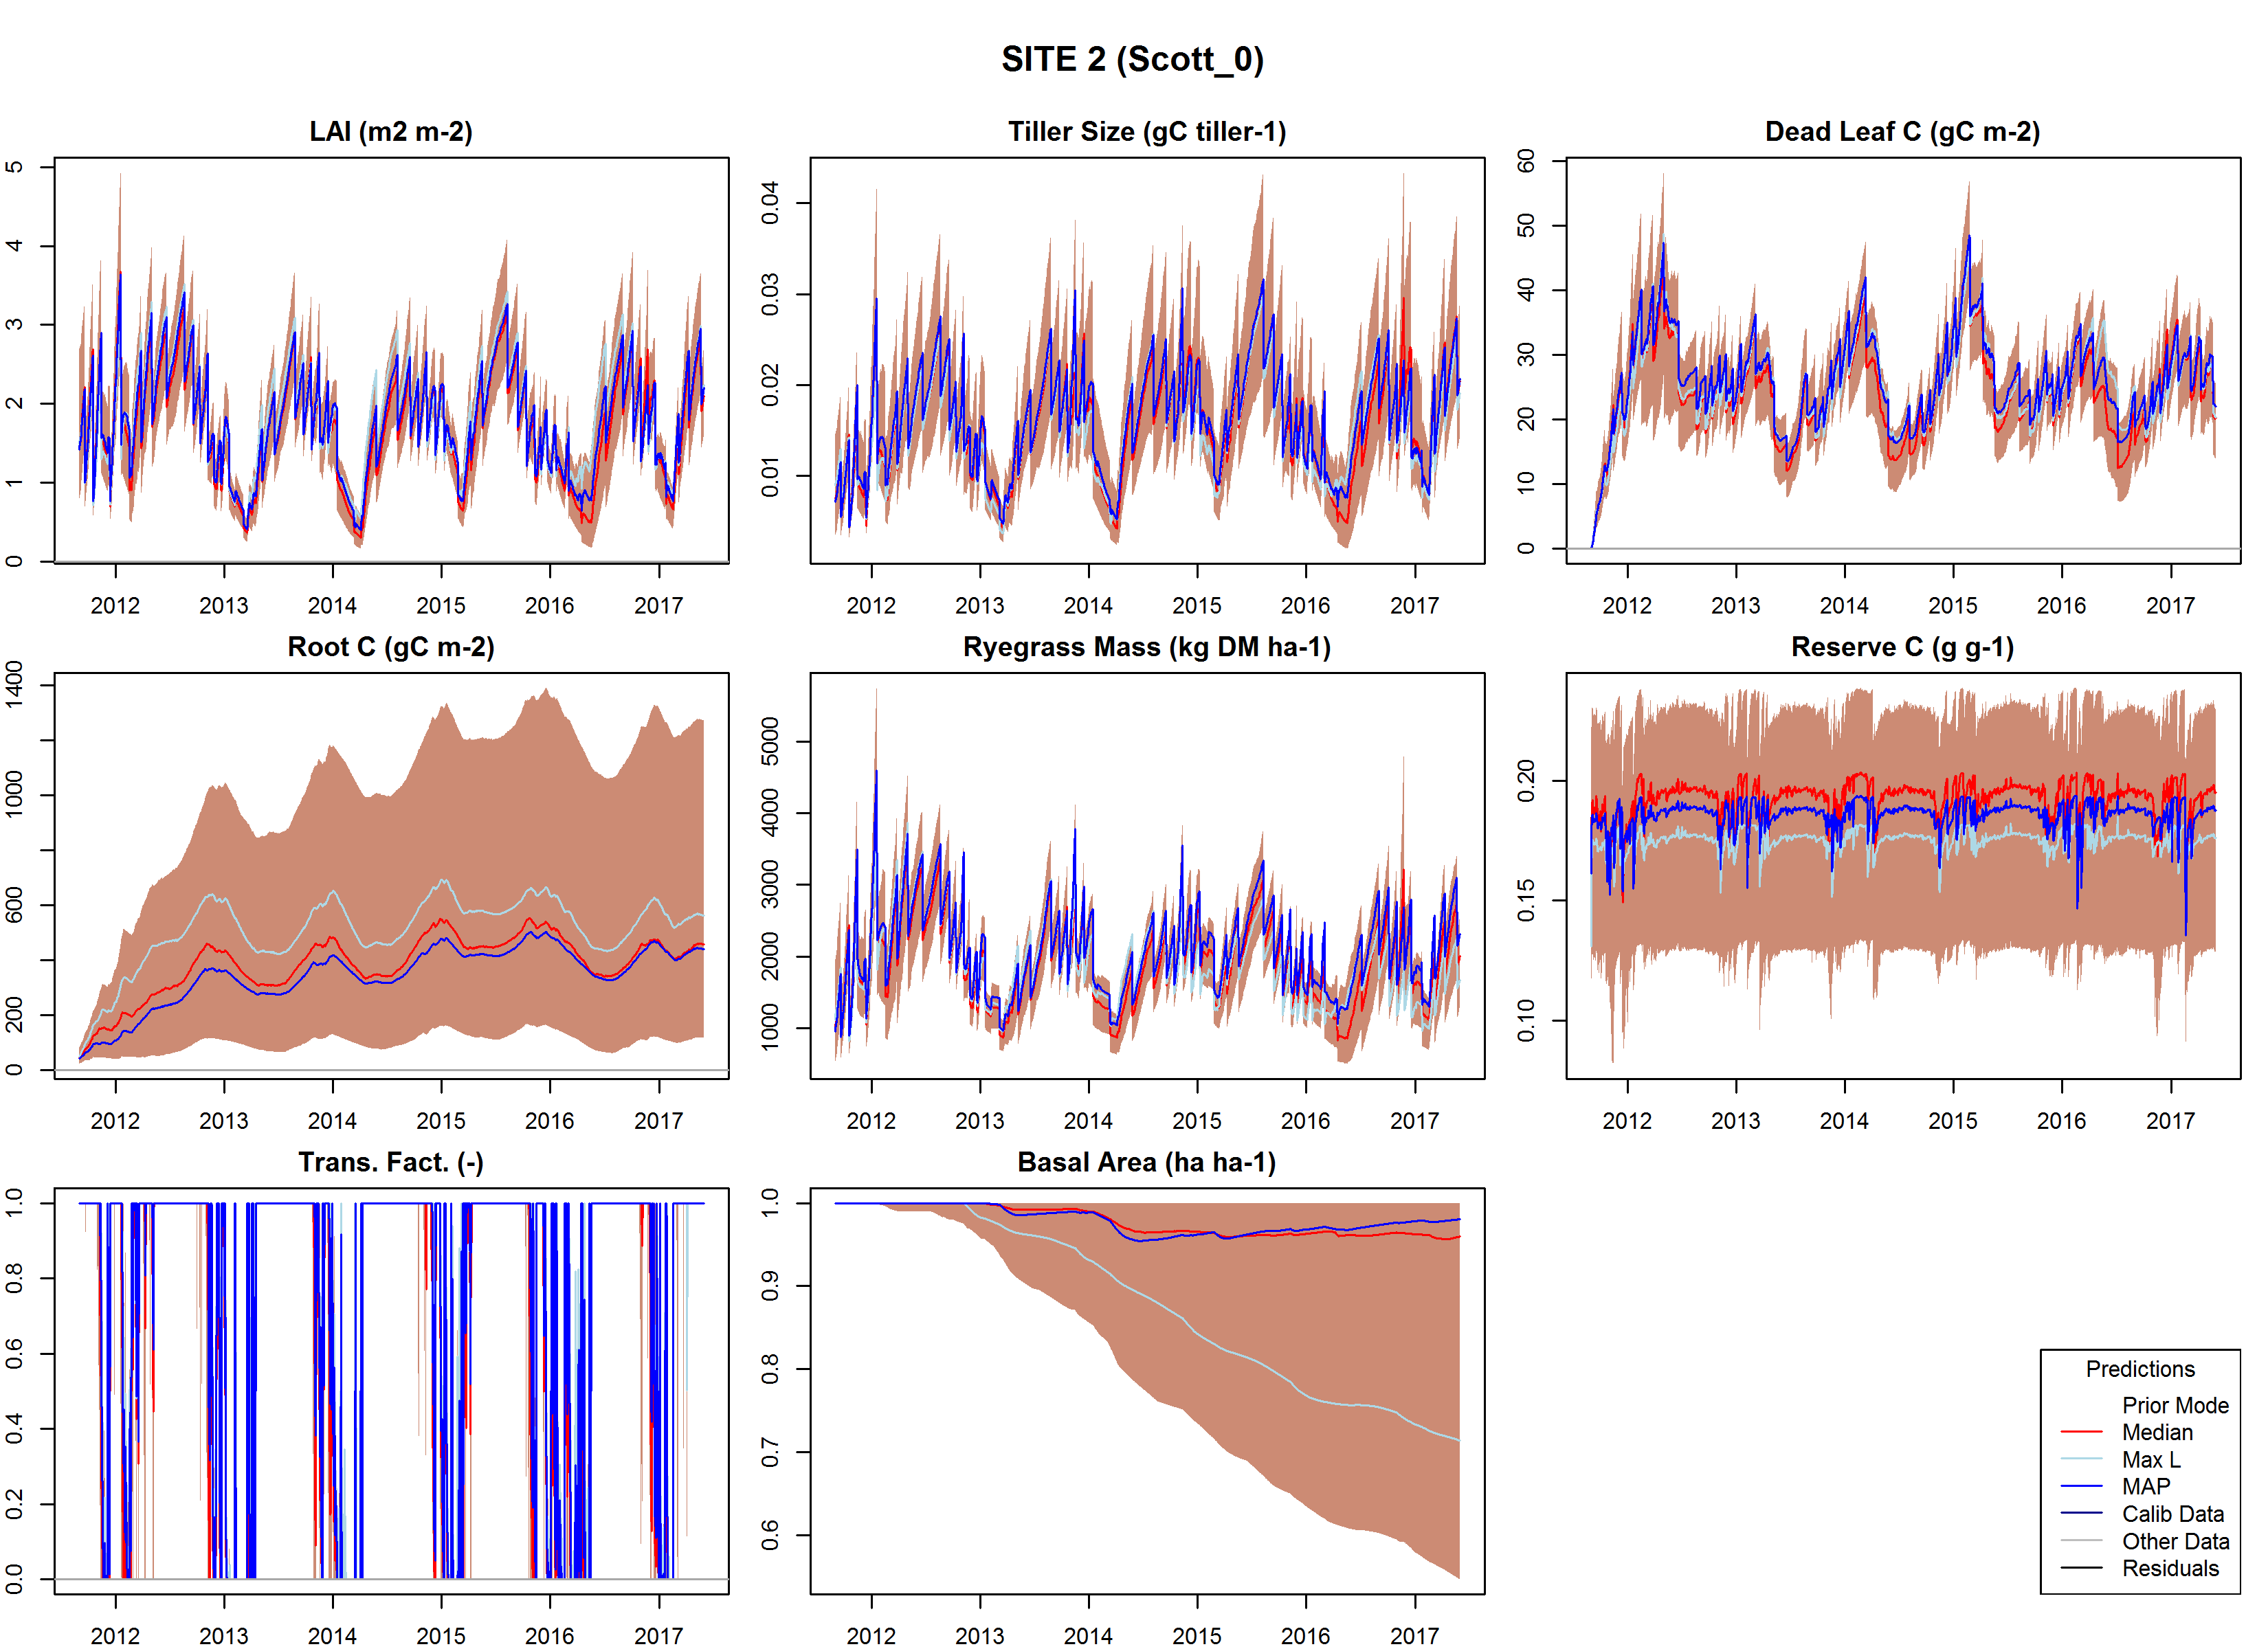 SITE 2 (Scott_0)
LAI (m2 m-2)
0 1 2 3 4 5
2012 2013 2014 2015 2016 2017
Tiller Size (gC tiller-1)
0.01 0.02 0.03 0.04
2012 2013 2014 2015 2016 2017
Dead Leaf C (gC m-2)
0 10 20 30 40 50 60
2012 2013 2014 2015 2016 2017
Root C (gC m-2)
0 200 600 1000 1400
2012 2013 2014 2015 2016 2017
Ryegrass Mass (kg DM ha-1)
1000 2000 3000 4000 5000
2012 2013 2014 2015 2016 2017
Reserve C (g g-1)
0.10 0.15 0.20
2012 2013 2014 2015 2016 2017
Trans. Fact. (-)
0.0 0.2 0.4 0.6 0.8 1.0
2012 2013 2014 2015 2016 2017
Basal Area (ha ha-1)
0.6 0.7 0.8 0.9 1.0
2012 2013 2014 2015 2016 2017
Predictions
Prior Mode
Median
Max L
MAP
Calib Data
Other Data
Residuals